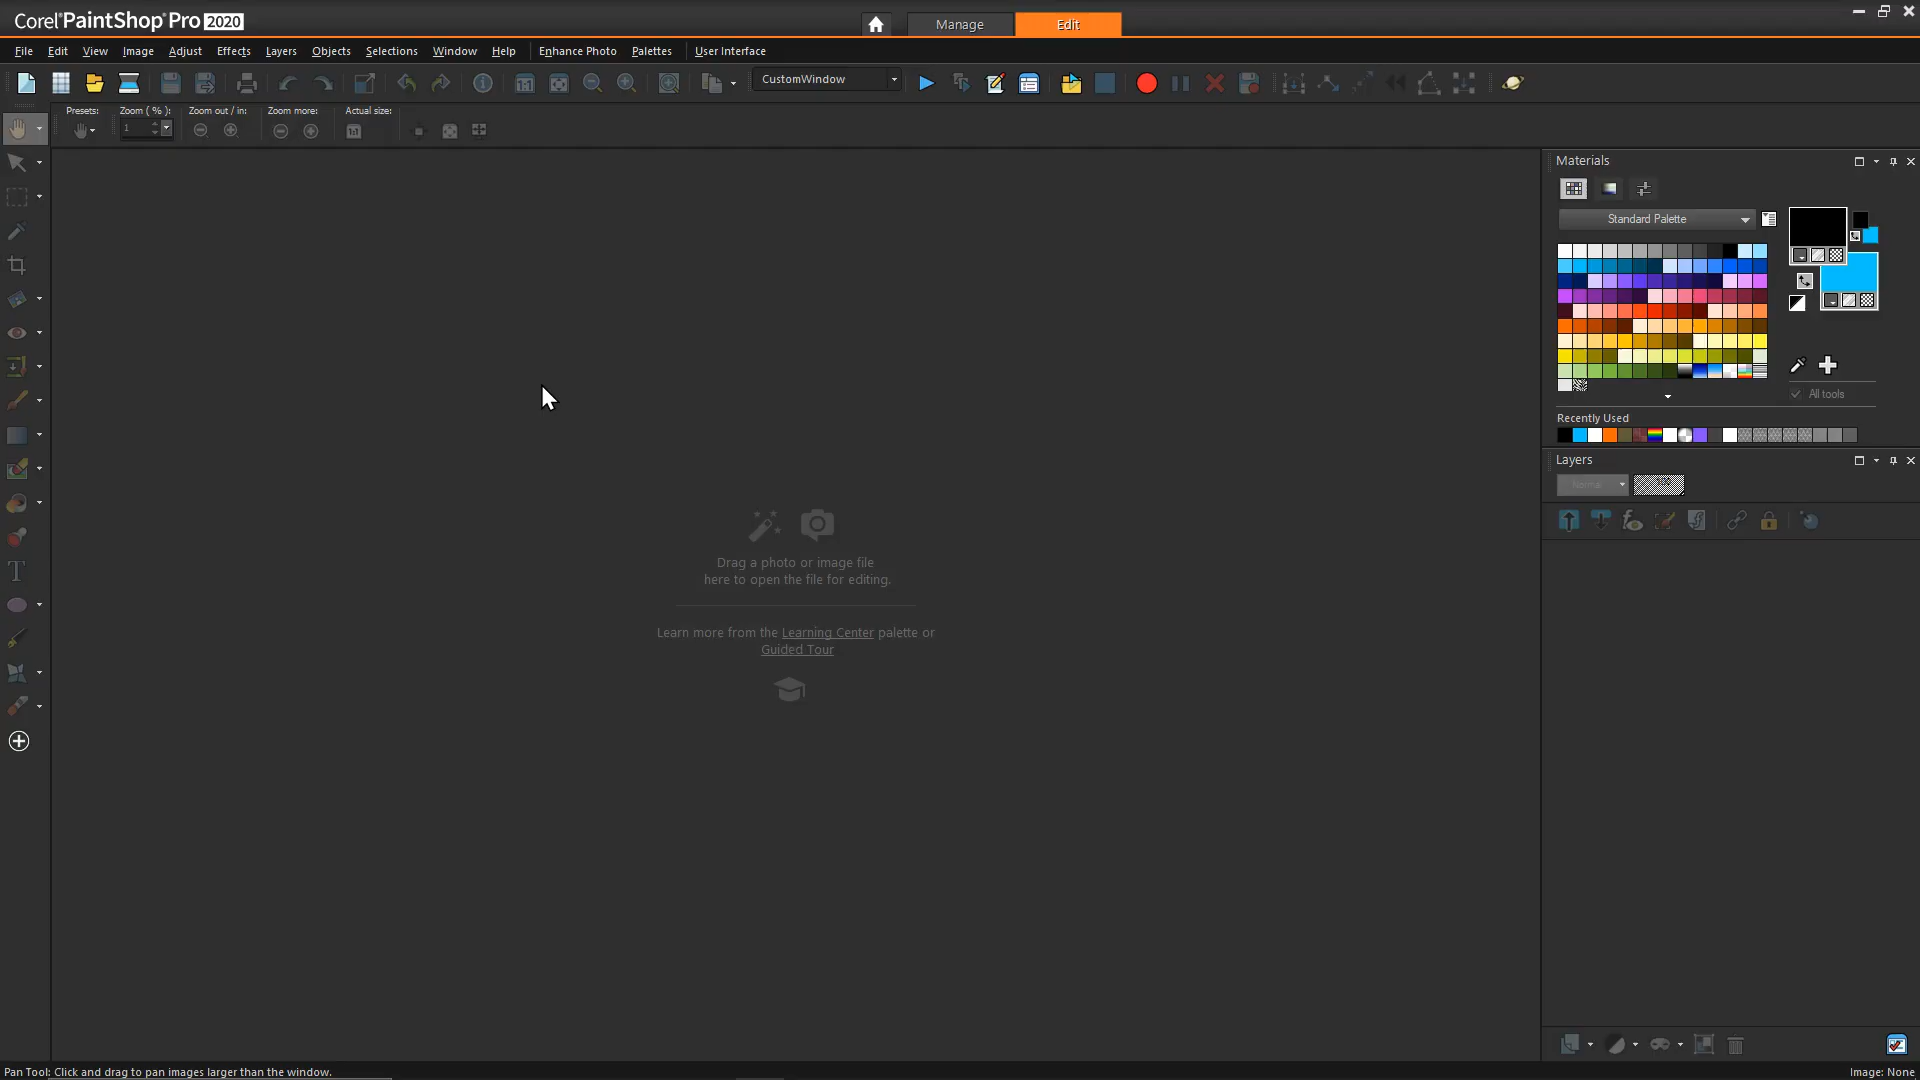 Corel PaintShop Pro 2020
Manage
Edit
File Edit View Image Adjust Effects Layers Objects Selections Window Help Enhance Photo Palettes User Interface
CustomWindow
Presets: Zoom ( % ): Zoom out / in: Zoom more: Actual size:
1
Materials
Standard Palette
All tools
Recently Used
Layers
Normal
Drag a photo or image file
here to open the file for editing.
Learn more from the Learning Center palette or
Guided Tour
Pan Tool: Click and drag to pan images larger than the window.
Image: None